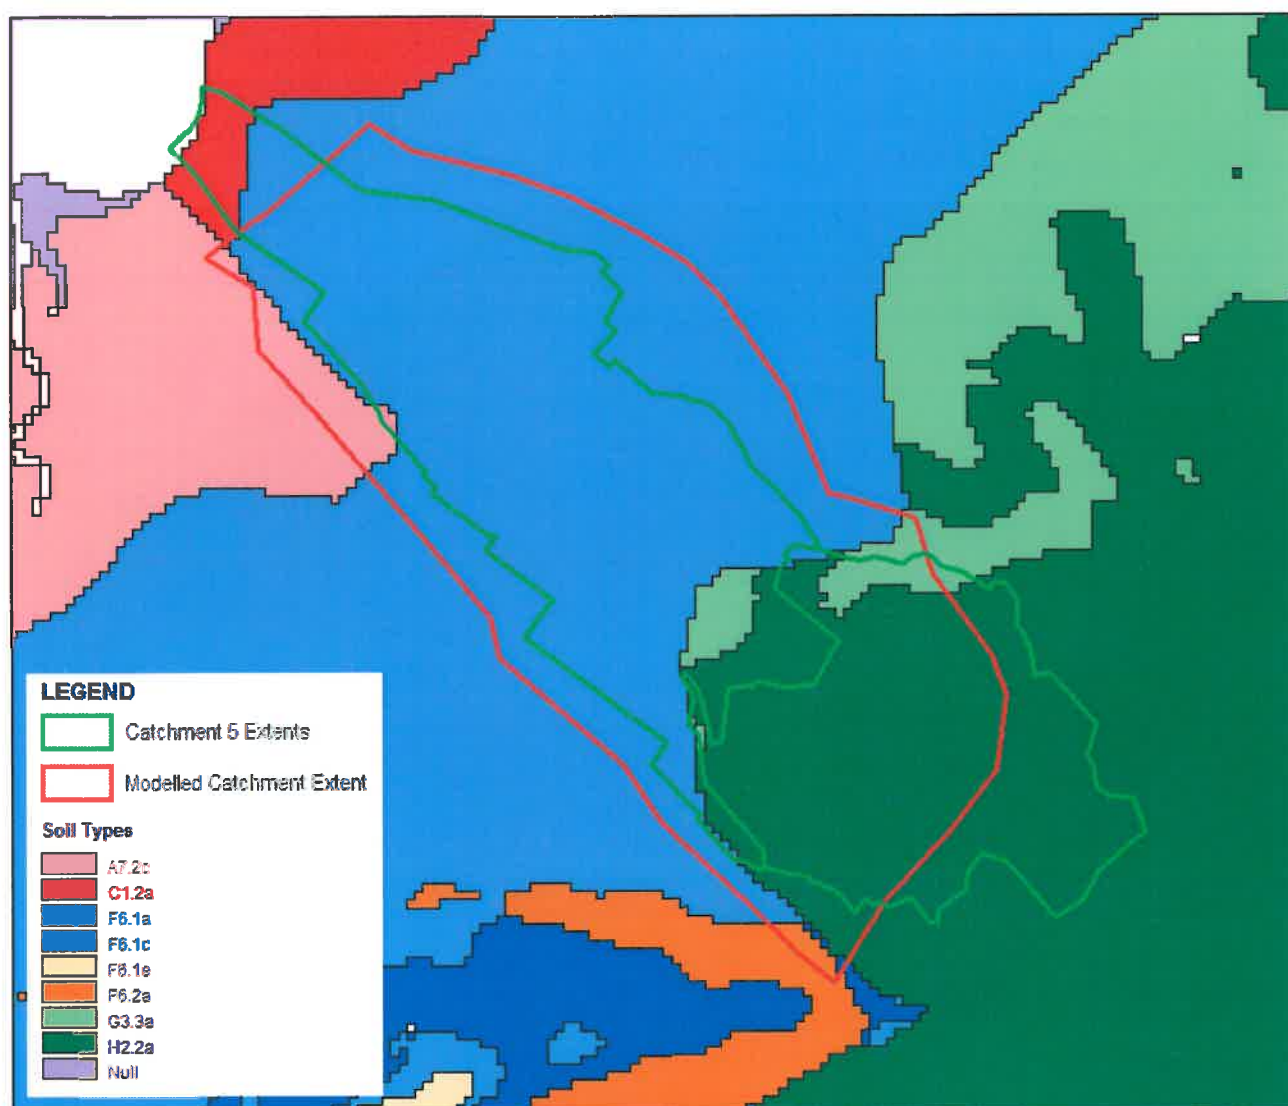 LEGEND
Catchment 5 Extents
Modelled Catchment Extent
Soil Types
A7.2c
C1.2a
F6.1a
F6.1c
F6.1e
F6.2a
G3.3a
H2.2a
Null